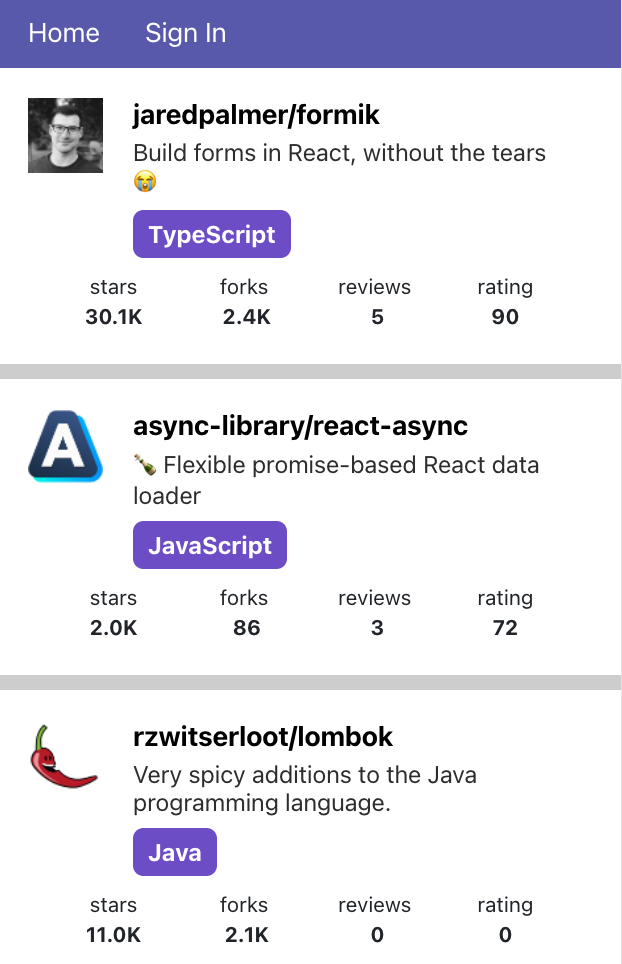 Home Sign In
jaredpalmer/formik
Build forms in React, without the tears
😭
TypeScript
stars forks reviews rating
30.1K 2.4K 5 90
A
async-library/react-async
🍾 Flexible promise-based React data
loader
JavaScript
stars forks reviews rating
2.0K 86 3 72
rzwitserloot/lombok
Very spicy additions to the Java
programming language.
Java
stars forks reviews rating
11.0K 2.1K 0 0